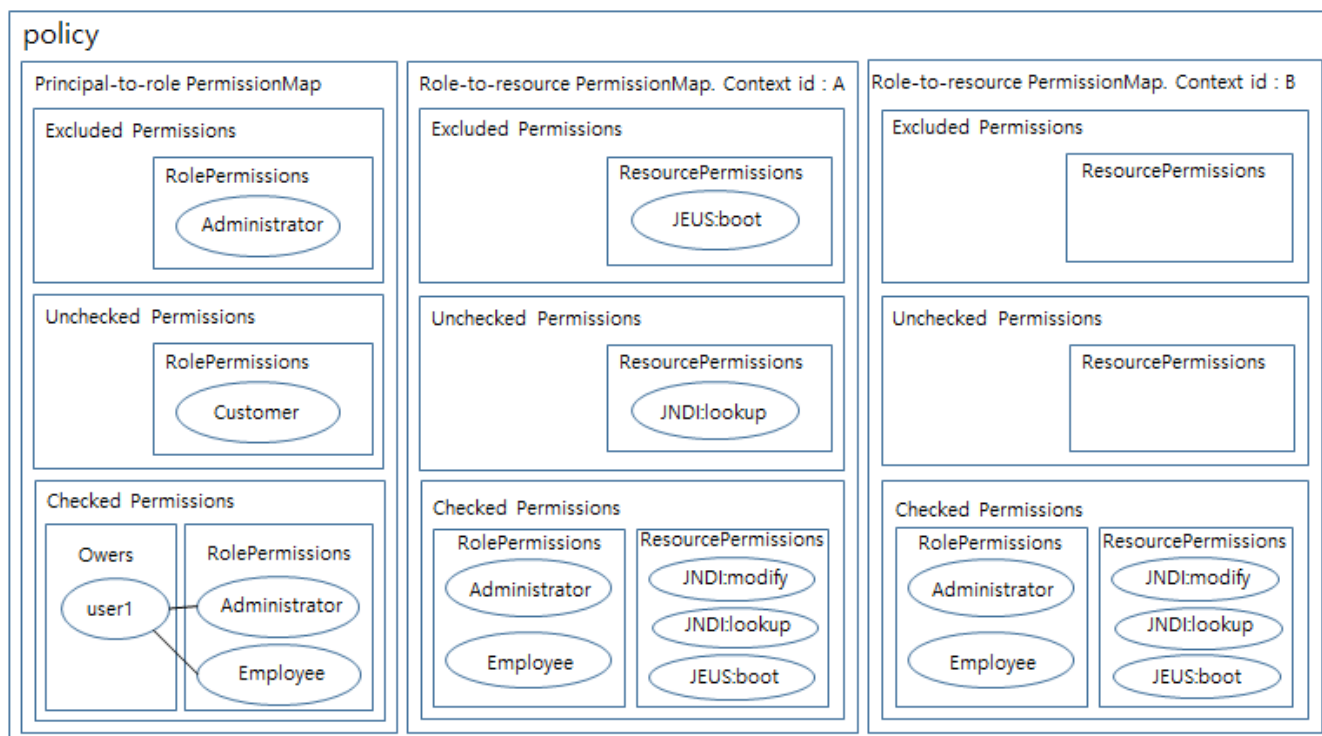 policy
Principal-to-role PermissionMap
Excluded Permissions
RolePermissions
Administrator
Unchecked Permissions
RolePermissions
Customer
Checked Permissions
Owers
user1
RolePermissions
Administrator
Employee
Role-to-resource PermissionMap. Context id : A
Excluded Permissions
ResourcePermissions
JEUS:boot
Unchecked Permissions
ResourcePermissions
JNDI:lookup
Checked Permissions
RolePermissions
Administrator
Employee
ResourcePermissions
JNDI:modify
JNDI:lookup
JEUS:boot
Role-to-resource PermissionMap. Context id : B
Excluded Permissions
ResourcePermissions
Unchecked Permissions
ResourcePermissions
Checked Permissions
RolePermissions
Administrator
Employee
ResourcePermissions
JNDI:modify
JNDI:lookup
JEUS:boot